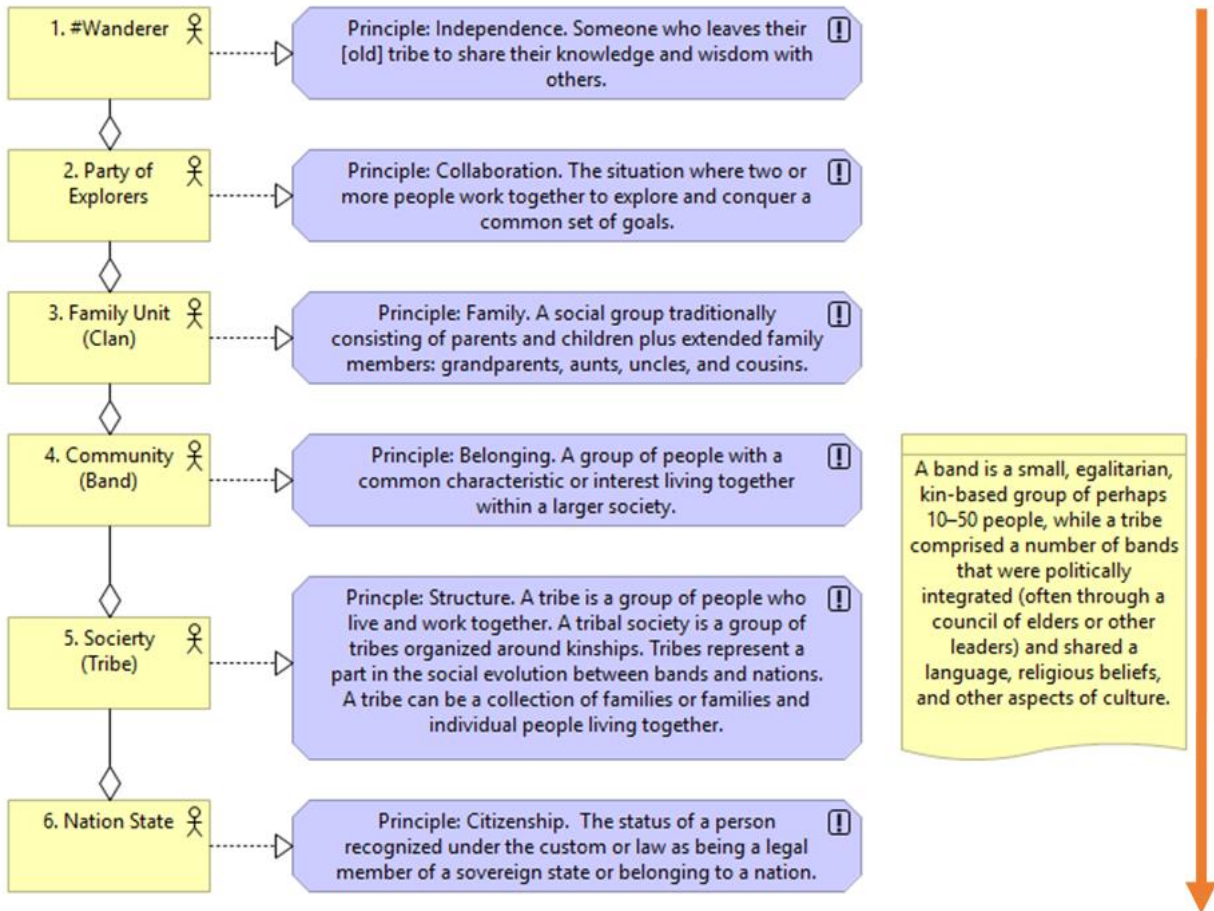 1. #Wanderer
Principle: Independence. Someone who leaves their
[old] tribe to share their knowledge and wisdom with
others.
2. Party of
Explorers
Principle: Collaboration. The situation where two or
more people work together to explore and conquer a
common set of goals.
3. Family Unit
(Clan)
Principle: Family. A social group traditionally
consisting of parents and children plus extended family
members: grandparents, aunts, uncles, and cousins.
4. Community
(Band)
Principle: Belonging. A group of people with a
common characteristic or interest living together
within a larger society.
A band is a small, egalitarian,
kin-based group of perhaps
10–50 people, while a tribe
comprised a number of bands
that were politically
integrated (often through a
council of elders or other
leaders) and shared a
language, religious beliefs,
and other aspects of culture.
5. Socierty
(Tribe)
Princple: Structure. A tribe is a group of people who
live and work together. A tribal society is a group of
tribes organized around kinships. Tribes represent a
part in the social evolution between bands and nations.
A tribe can be a collection of families or families and
individual people living together.
6. Nation State
Principle: Citizenship.  The status of a person
recognized under the custom or law as being a legal
member of a sovereign state or belonging to a nation.